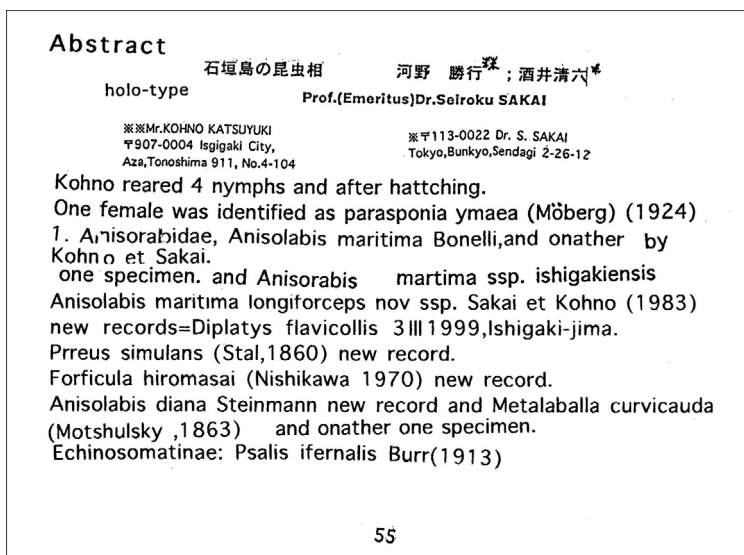 Abstract
石垣島の昆虫相 河野 勝行※※；酒井清六※
holo-type Prof.(Emeritus)Dr.Seiroku SAKAI
※※Mr.KOHNO KATSUYUKI
〒907-0004 Isgigaki City,
Aza,Tonoshima 911, No.4-104
※〒113-0022 Dr. S. SAKAI
Tokyo,Bunkyo,Sendagi 2-26-12
Kohno reared 4 nymphs and after hattching.
One female was identified as parasponia ymaea (Möberg) (1924)
1. Anisorabidae, Anisolabis maritima Bonelli,and onather by
Kohno et Sakai.
one specimen. and Anisorabis martima ssp. ishigakiensis
Anisolabis maritima longiforceps nov ssp. Sakai et Kohno (1983)
new records=Diplatys flavicollis 3 III 1999,Ishigaki-jima.
Prreus simulans (Stal,1860) new record.
Forficula hiromasai (Nishikawa 1970) new record.
Anisolabis diana Steinmann new record and Metalaballa curvicauda
(Motshulsky ,1863) and onather one specimen.
Echinosomatinae: Psalis ifernalis Burr(1913)
55